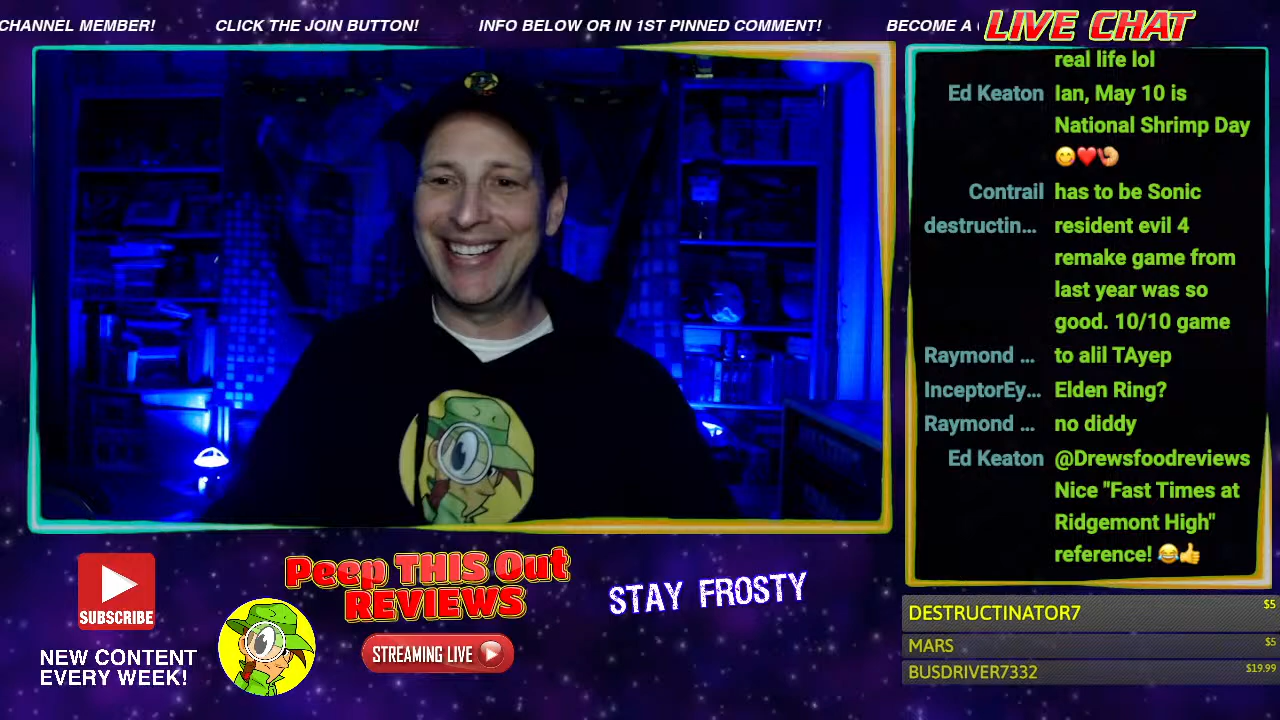 CHANNEL MEMBER! CLICK THE JOIN BUTTON! INFO BELOW OR IN 1ST PINNED COMMENT! BECOME A
LIVE CHAT
real life lol
Ed Keaton Ian, May 10 is
National Shrimp Day
😋❤️🦐
Contrail has to be Sonic
destructin... resident evil 4
remake game from
last year was so
good. 10/10 game
Raymond ... to alil TAyep
InceptorEy... Elden Ring?
Raymond ... no diddy
Ed Keaton @Drewsfoodreviews
Nice "Fast Times at
Ridgemont High"
reference! 😂👍
SUBSCRIBE
NEW CONTENT
EVERY WEEK!
Peep THIS Out
REVIEWS
STREAMING LIVE
STAY FROSTY
DESTRUCTINATOR7 $5
MARS $5
BUSDRIVER7332 $19.99